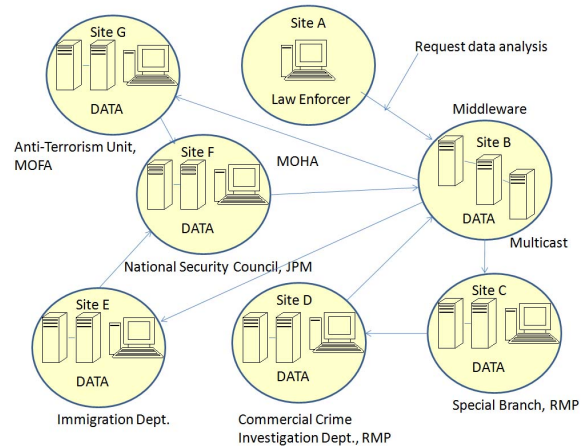 Site G
DATA
Anti-Terrorism Unit,
MOFA
Site A
Law Enforcer
Request data analysis
Middleware
Site B
DATA
Multicast
MOHA
Site F
DATA
National Security Council, JPM
Site E
DATA
Immigration Dept.
Site D
DATA
Commercial Crime
Investigation Dept., RMP
Site C
DATA
Special Branch, RMP